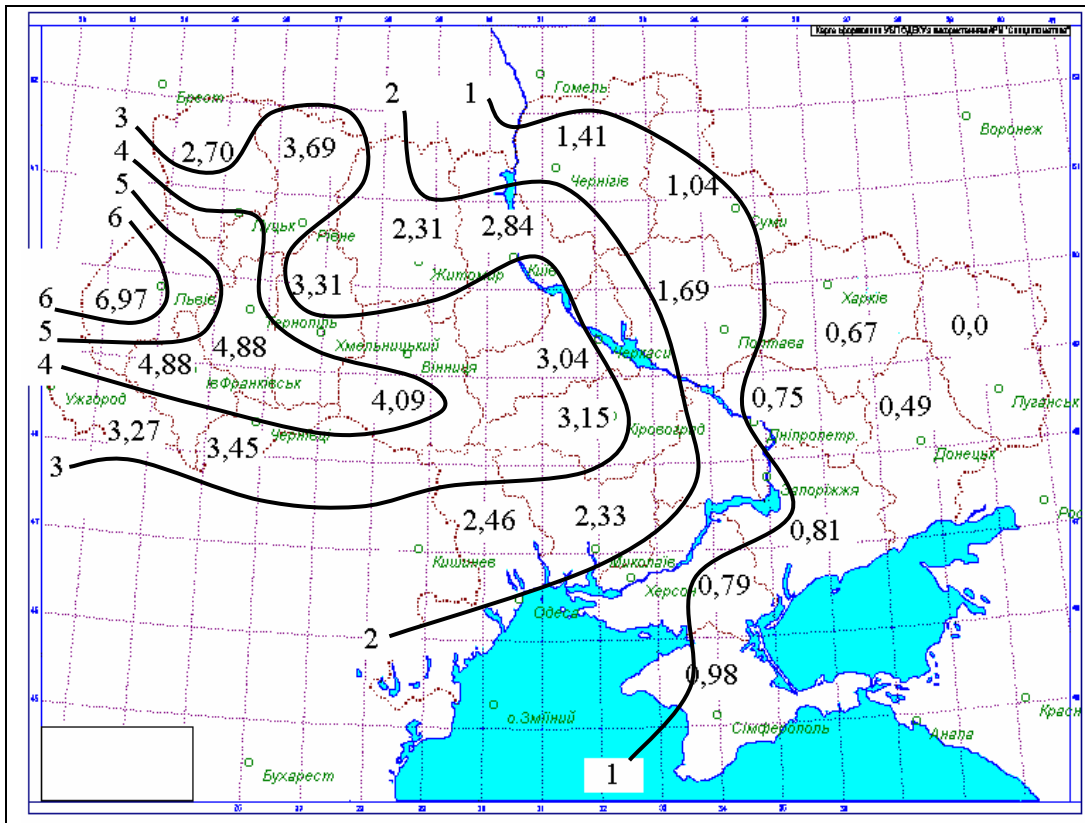 Гомель
Брест
2
1
Воронеж
3
1,41
3,69
2,70
4
Чернігів
5
1,04
6
Суми
Луцьк
Рівне
2,31
2,84
Житомир
Київ
3,31
6,97
Львів
1,69
Харків
6
Тернопіль
0,67
0,0
5
4,88
Хмельницький
Полтава
4,88
3,04
Черкаси
4
Вінниця
ІвФранківськ
Ужгород
4,09
0,75
0,49
Луганськ
3,15
Кіровоград
Дніпропетр.
3,27
Чернівці
3,45
Донецьк
3
Запоріжжя
2,46
2,33
0,81
Кишинев
Миколаїв
0,79
Херсон
Одеса
2
0,98
о.Зміїний
Сімферополь
Анапа
Красн
Бухарест
1